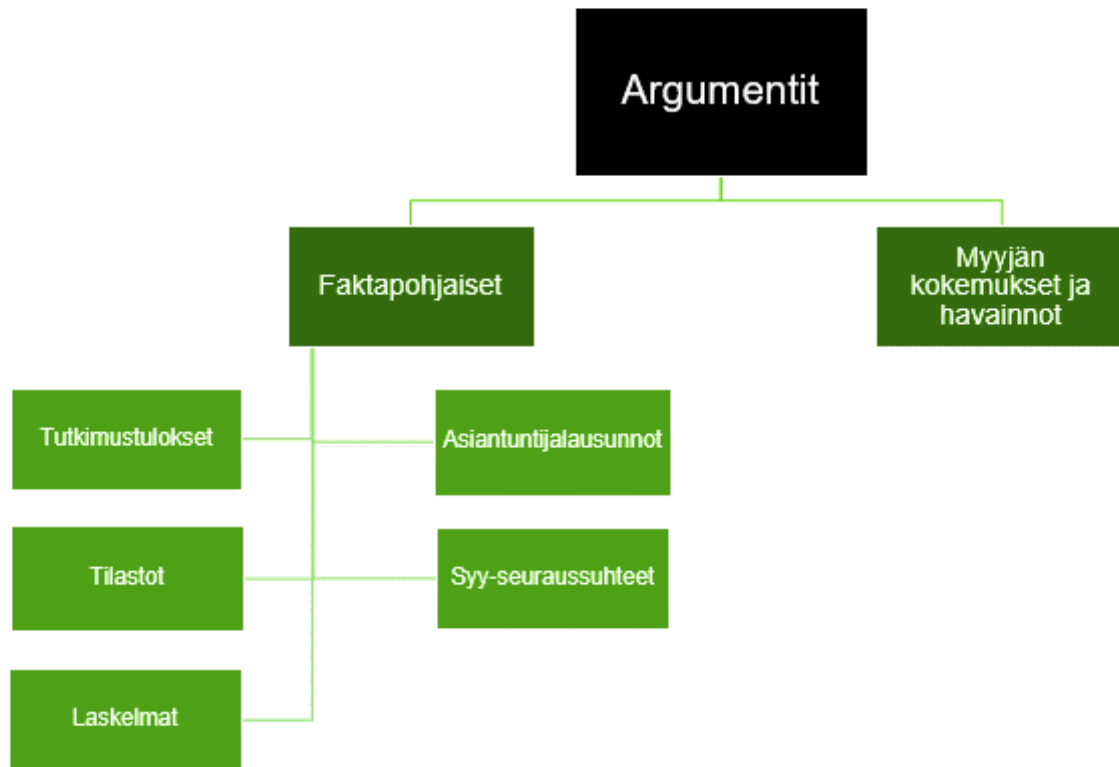 Argumentit
Faktapohjaiset
Myyjän
kokemukset ja
havainnot
Tutkimustulokset
Asiantuntijalausunnot
Tilastot
Syy-seuraussuhteet
Laskelmat